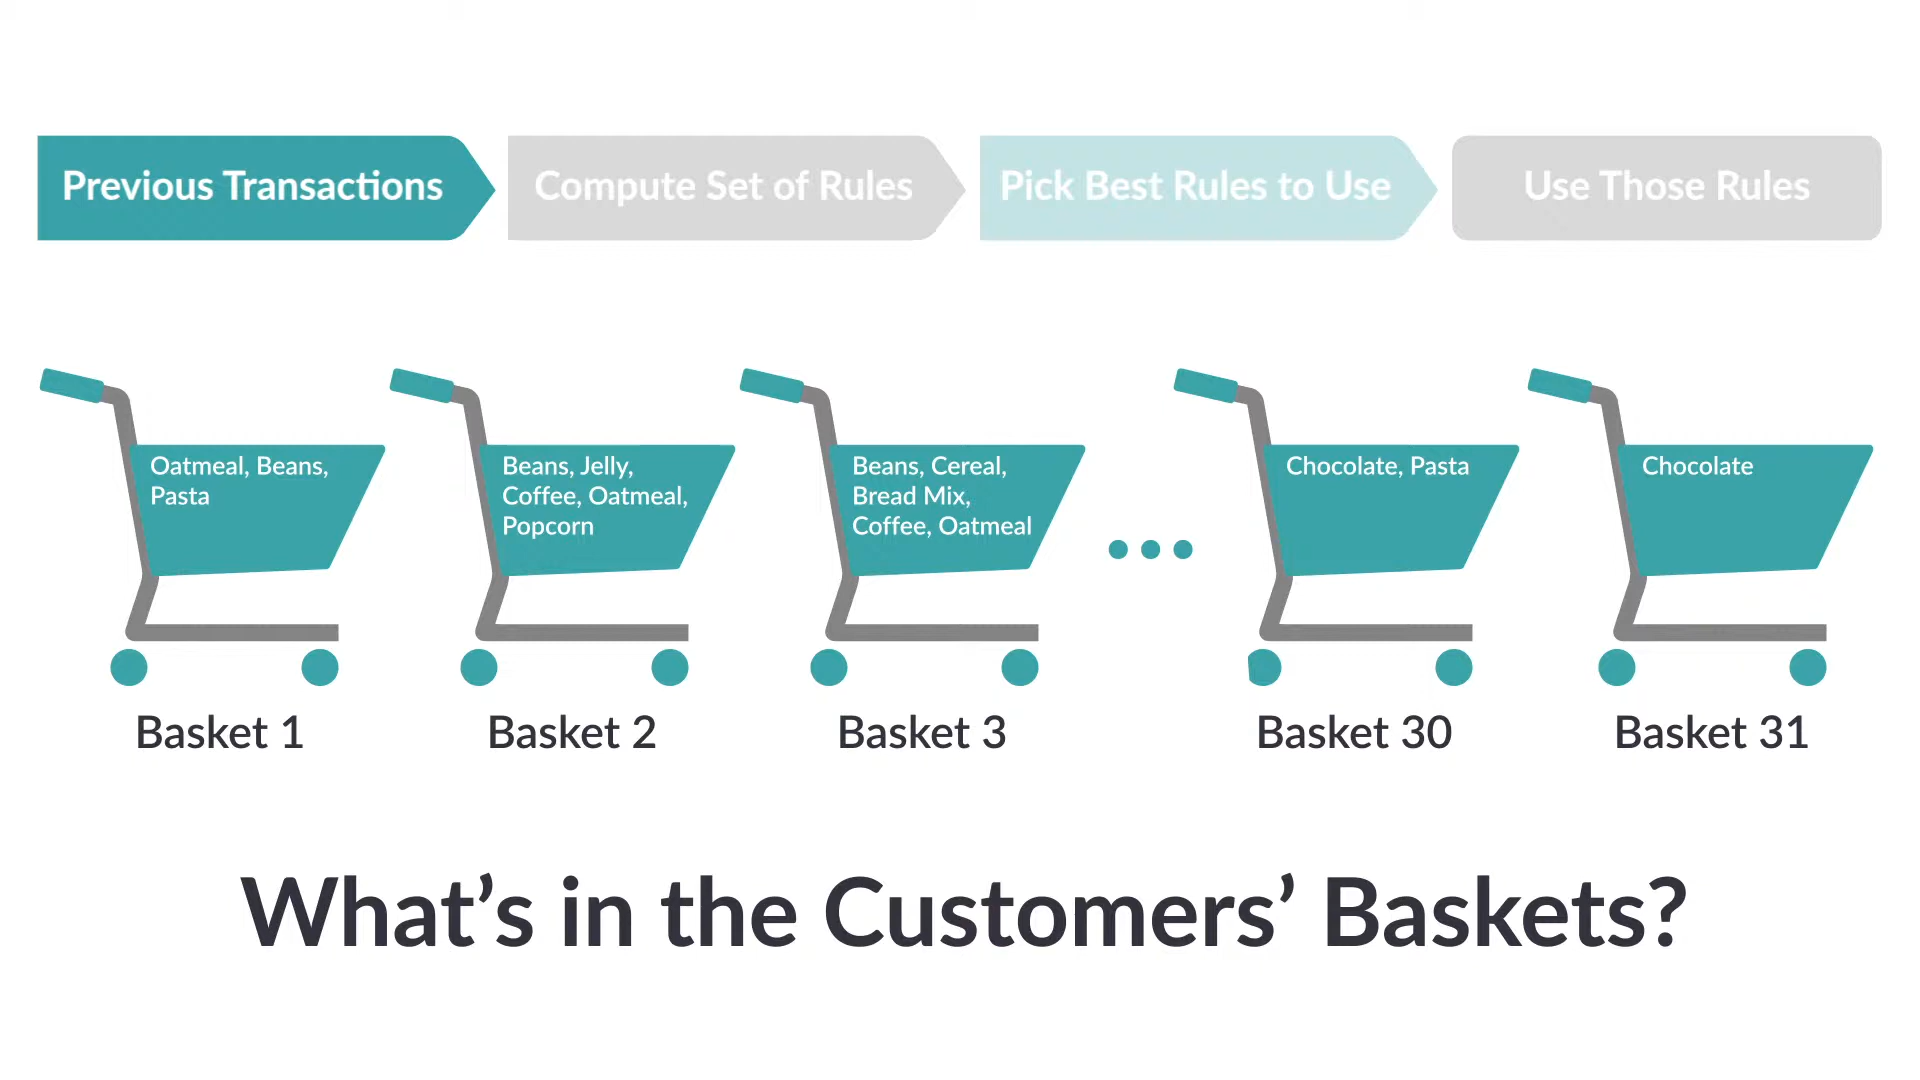 Previous Transactions
Compute Set of Rules
Pick Best Rules to Use
Use Those Rules
Oatmeal, Beans,
Pasta
Beans, Jelly,
Coffee, Oatmeal,
Popcorn
Beans, Cereal,
Bread Mix,
Coffee, Oatmeal
Chocolate, Pasta
Chocolate
Basket 1
Basket 2
Basket 3
Basket 30
Basket 31
What’s in the Customers’ Baskets?